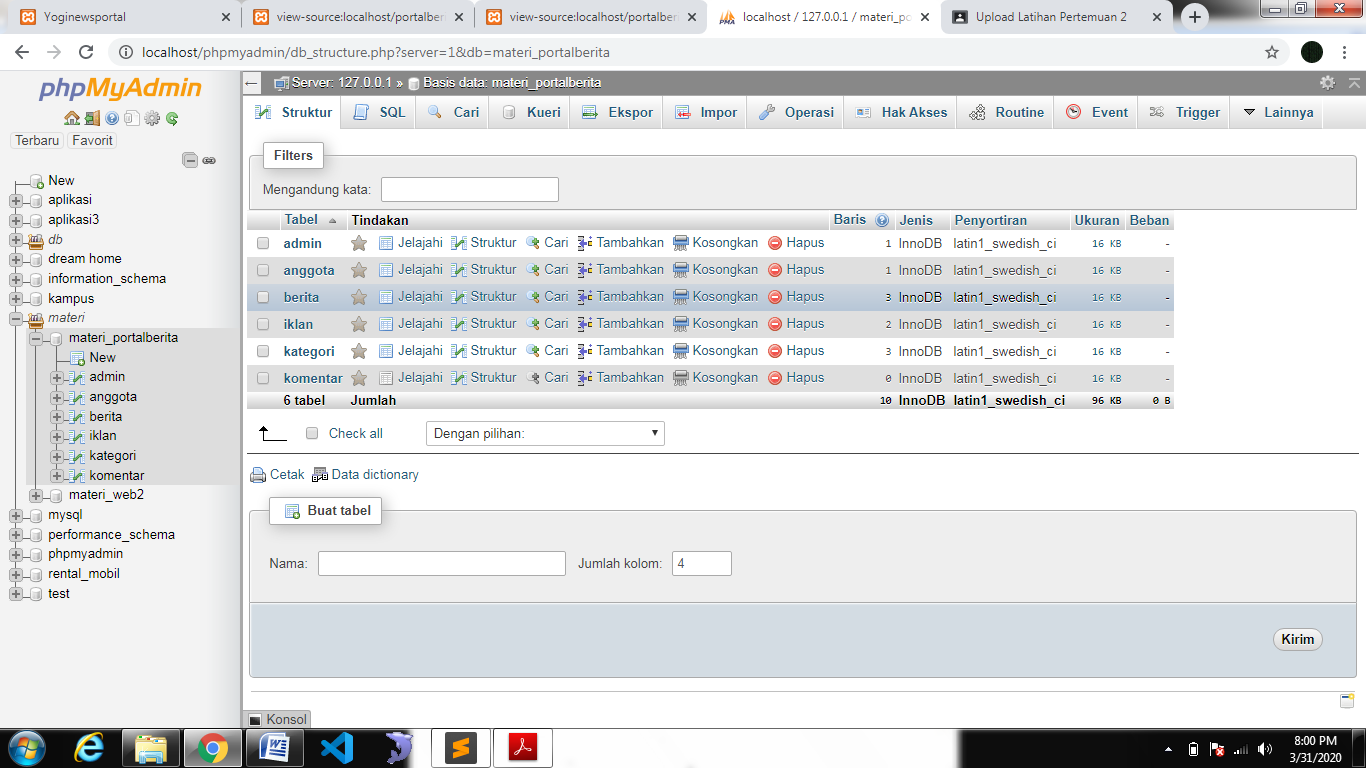 Yoginewsportal
view-source:localhost/portalber
view-source:localhost/portalber
localhost / 127.0.0.1 / materi_po
Upload Latihan Pertemuan 2
localhost/phpmyadmin/db_structure.php?server=1&db=materi_portalberita
phpMyAdmin
Terbaru Favorit
New
aplikasi
aplikasi3
db
dream home
information_schema
kampus
materi
materi_portalberita
New
admin
anggota
berita
iklan
kategori
komentar
materi_web2
mysql
performance_schema
phpmyadmin
rental_mobil
test
Server: 127.0.0.1 » Basis data: materi_portalberita
Struktur SQL Cari Kueri Ekspor Impor Operasi Hak Akses Routine Event Trigger Lainnya
Filters
Mengandung kata:
Tabel Tindakan Baris Jenis Penyortiran Ukuran Beban
admin Jelajahi Struktur Cari Tambahkan Kosongkan Hapus 1 InnoDB latin1_swedish_ci 16 KB -
anggota Jelajahi Struktur Cari Tambahkan Kosongkan Hapus 1 InnoDB latin1_swedish_ci 16 KB -
berita Jelajahi Struktur Cari Tambahkan Kosongkan Hapus 3 InnoDB latin1_swedish_ci 16 KB -
iklan Jelajahi Struktur Cari Tambahkan Kosongkan Hapus 2 InnoDB latin1_swedish_ci 16 KB -
kategori Jelajahi Struktur Cari Tambahkan Kosongkan Hapus 3 InnoDB latin1_swedish_ci 16 KB -
komentar Jelajahi Struktur Cari Tambahkan Kosongkan Hapus 0 InnoDB latin1_swedish_ci 16 KB -
6 tabel Jumlah 10 InnoDB latin1_swedish_ci 96 KB 0 B
Check all Dengan pilihan:
Cetak Data dictionary
Buat tabel
Nama: Jumlah kolom: 4
Kirim
Konsol
8:00 PM
3/31/2020